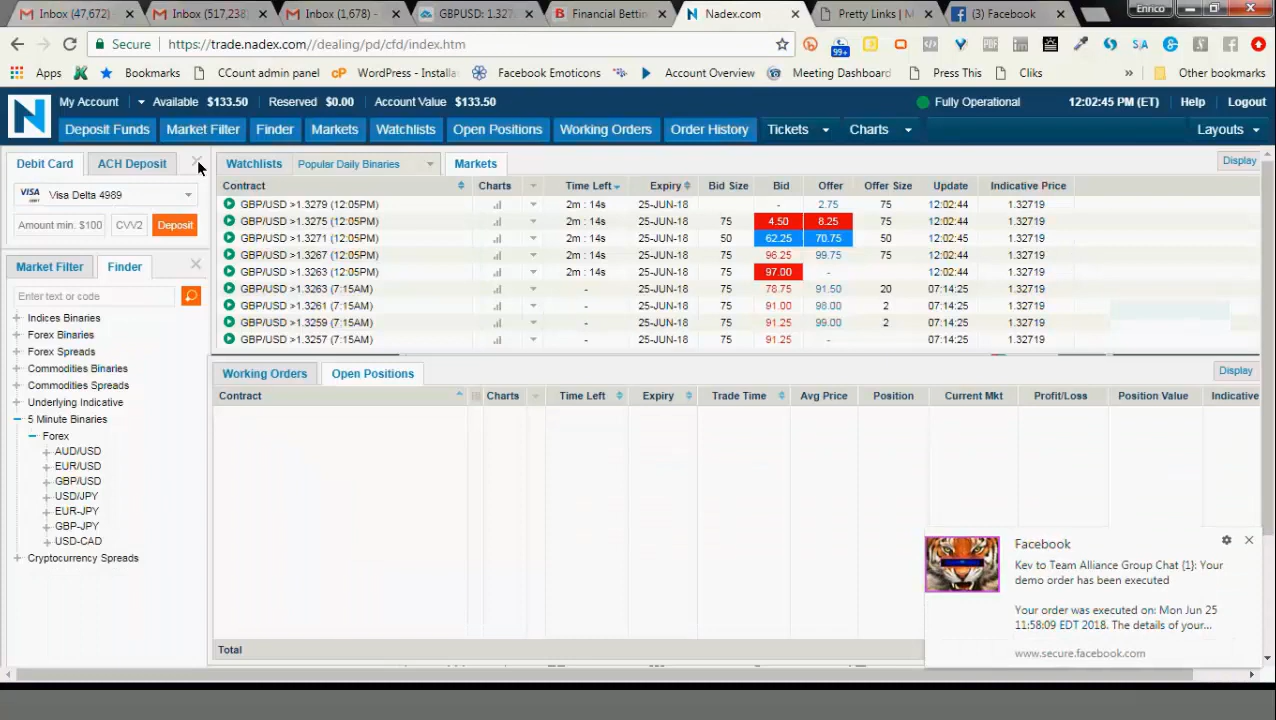 Inbox (47,672)
Inbox (517,238)
Inbox (1,678) -
GBPUSD: 1.327
Financial Bettin
Nadex.com
Pretty Links | M
(3) Facebook
Enrico
Secure https://trade.nadex.com//dealing/pd/cfd/index.htm
99+
Apps
Bookmarks
CCount admin panel
cP WordPress - Installa
Facebook Emoticons
Account Overview
Meeting Dashboard
Press This
Cliks
» Other bookmarks
N
My Account Available $133.50 Reserved $0.00 Account Value $133.50
Fully Operational 12:02:45 PM (ET) Help Logout
Deposit Funds Market Filter Finder Markets Watchlists Open Positions Working Orders Order History Tickets Charts Layouts
Debit Card ACH Deposit
VISA Visa Delta 4989
Amount min. $100 CVV2 Deposit
Market Filter Finder
Enter text or code
Indices Binaries
Forex Binaries
Forex Spreads
Commodities Binaries
Commodities Spreads
Underlying Indicative
5 Minute Binaries
Forex
AUD/USD
EUR/USD
GBP/USD
USD/JPY
EUR-JPY
GBP-JPY
USD-CAD
Cryptocurrency Spreads
Watchlists Popular Daily Binaries Markets Display
Contract Charts Time Left Expiry Bid Size Bid Offer Offer Size Update Indicative Price
GBP/USD >1.3279 (12:05PM) 2m : 14s 25-JUN-18 - 2.75 75 12:02:44 1.32719
GBP/USD >1.3275 (12:05PM) 2m : 14s 25-JUN-18 75 4.50 8.25 75 12:02:44 1.32719
GBP/USD >1.3271 (12:05PM) 2m : 14s 25-JUN-18 50 62.25 70.75 50 12:02:45 1.32719
GBP/USD >1.3267 (12:05PM) 2m : 14s 25-JUN-18 75 96.25 99.75 75 12:02:44 1.32719
GBP/USD >1.3263 (12:05PM) 2m : 14s 25-JUN-18 75 97.00 - 12:02:44 1.32719
GBP/USD >1.3263 (7:15AM) - 25-JUN-18 75 78.75 91.50 20 07:14:25 1.32719
GBP/USD >1.3261 (7:15AM) - 25-JUN-18 75 91.00 98.00 2 07:14:25 1.32719
GBP/USD >1.3259 (7:15AM) - 25-JUN-18 75 91.25 99.00 2 07:14:25 1.32719
GBP/USD >1.3257 (7:15AM) - 25-JUN-18 75 91.25 - 07:14:25 1.32719
Working Orders Open Positions Display
Contract Charts Time Left Expiry Trade Time Avg Price Position Current Mkt Profit/Loss Position Value Indicative
Total
Facebook
Kev to Team Alliance Group Chat {1}: Your
demo order has been executed
Your order was executed on: Mon Jun 25
11:58:09 EDT 2018. The details of your...
www.secure.facebook.com